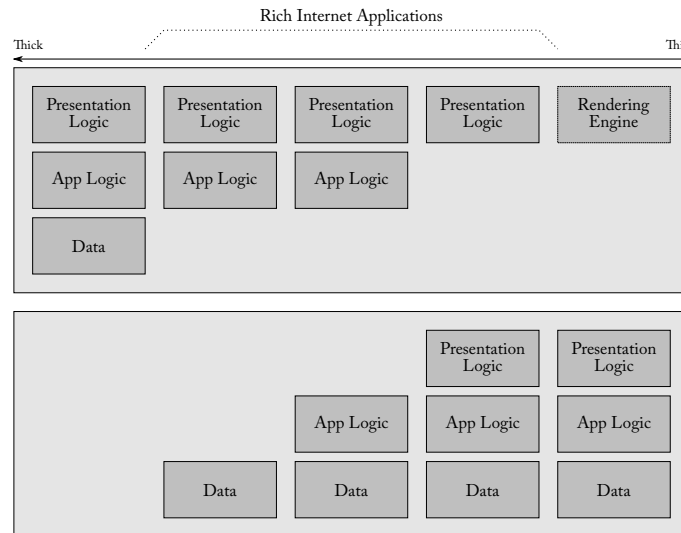 Rich Internet Applications
Thick
Thi
Presentation
Logic
Presentation
Logic
Presentation
Logic
Presentation
Logic
Rendering
Engine
App Logic
App Logic
App Logic
Data
Presentation
Logic
Presentation
Logic
App Logic
App Logic
App Logic
Data
Data
Data
Data